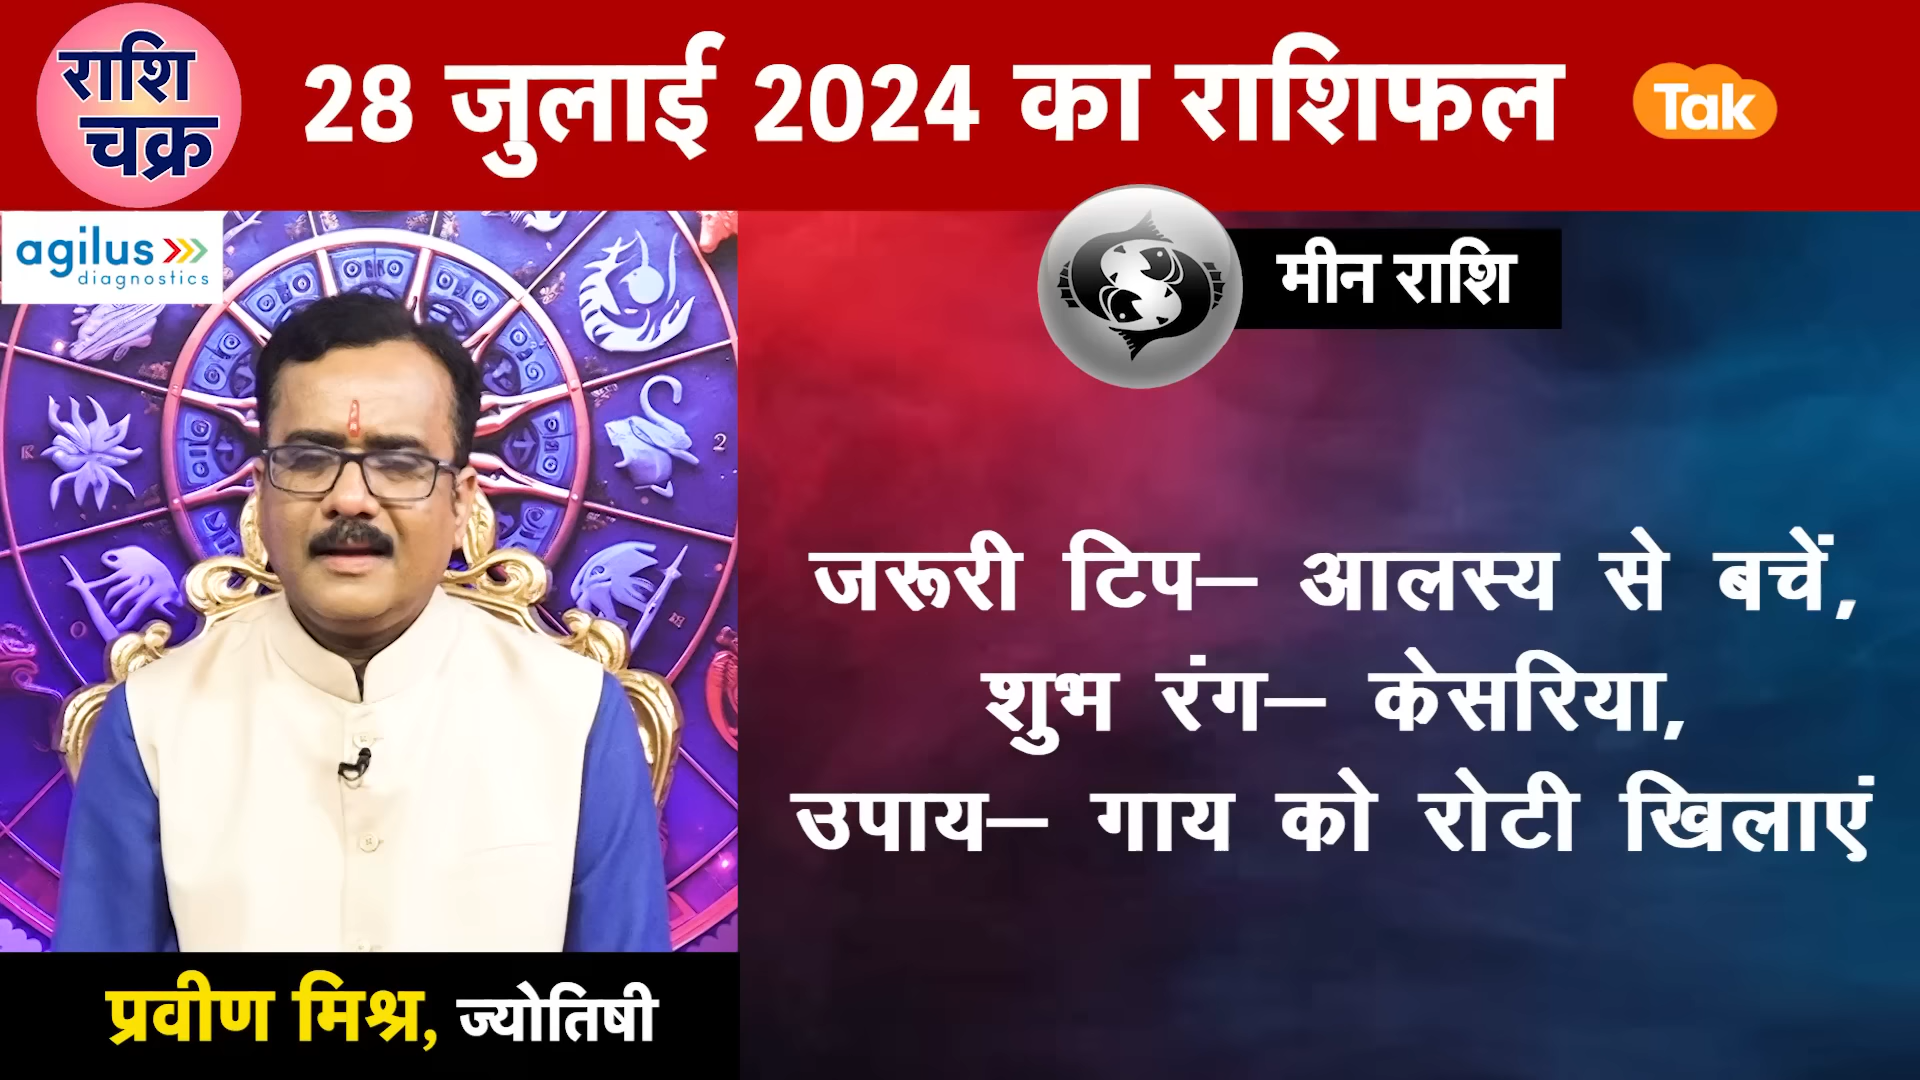 राशि
चक्र
28 जुलाई 2024 का राशिफल
Tak
agilus
diagnostics
मीन राशि
जरूरी टिप– आलस्य से बचें,
शुभ रंग– केसरिया,
उपाय– गाय को रोटी खिलाएं
प्रवीण मिश्र, ज्योतिषी